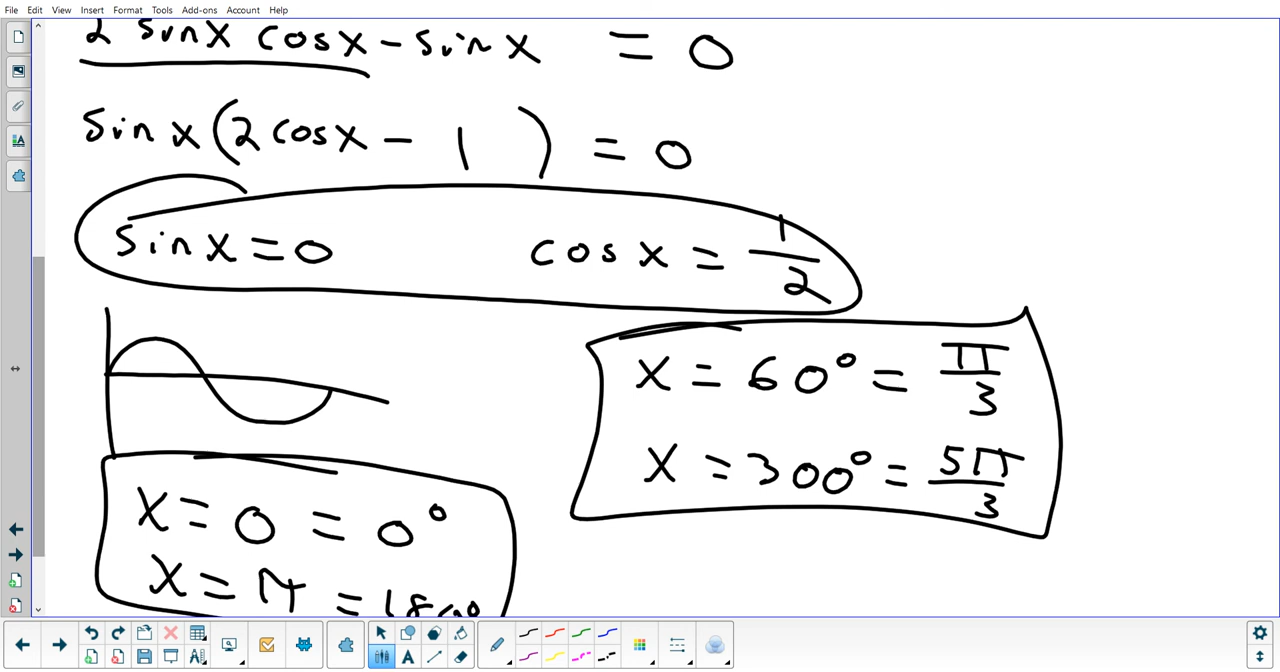 File Edit View Insert Format Tools Add-ons Account Help
2 sinx cosx - sinx = 0
sinx(2cosx - 1) = 0
sinx = 0 cosx = 1/2
x = 60° = π/3
x = 300° = 5π/3
x = 0 = 0°
x = π = 180°